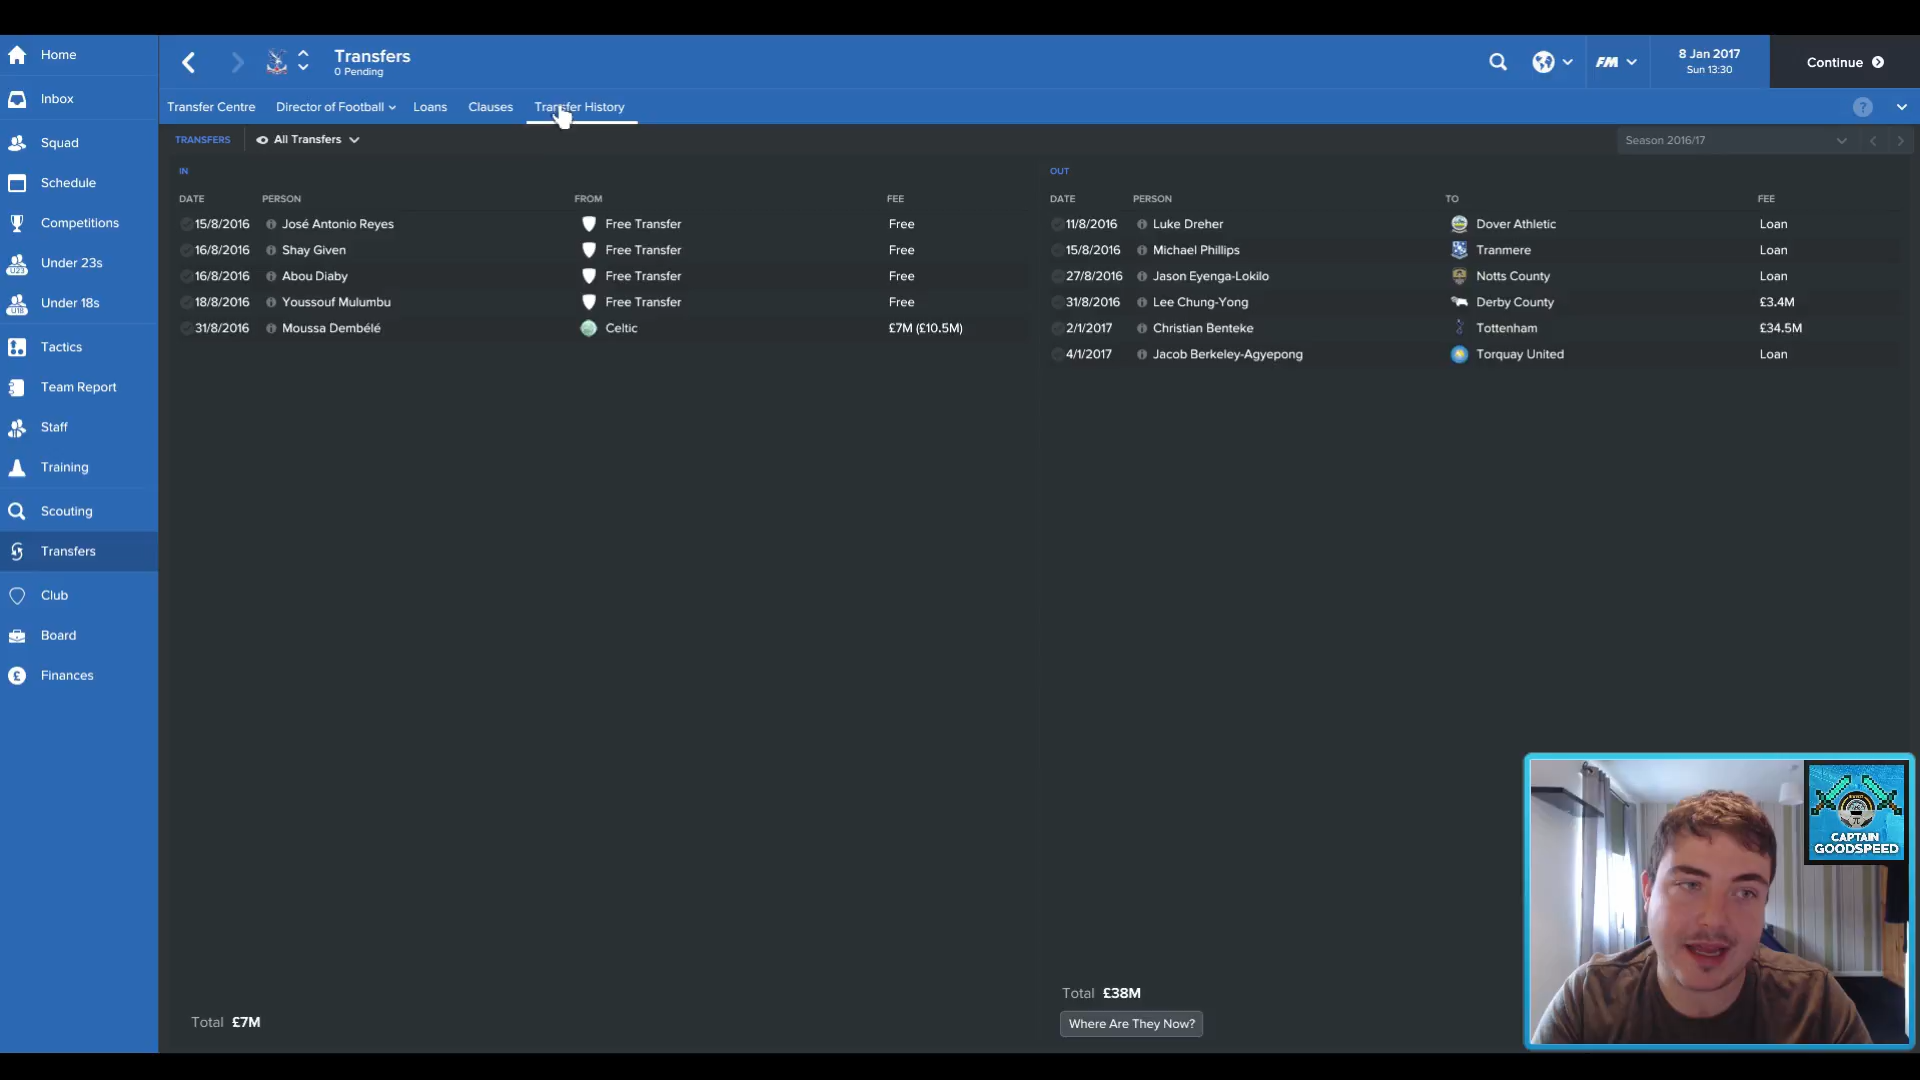 Home
Inbox
Squad
Schedule
Competitions
U23 Under 23s
U18 Under 18s
Tactics
Team Report
Staff
Training
Scouting
Transfers
Club
Board
£ Finances
Transfers
0 Pending
FM
8 Jan 2017
Sun 13:30
Continue
Transfer Centre Director of Football Loans Clauses Transfer History ?
TRANSFERS All Transfers Season 2016/17
IN
DATE PERSON FROM FEE
15/8/2016 José Antonio Reyes Free Transfer Free
16/8/2016 Shay Given Free Transfer Free
16/8/2016 Abou Diaby Free Transfer Free
18/8/2016 Youssouf Mulumbu Free Transfer Free
31/8/2016 Moussa Dembélé Celtic £7M (£10.5M)
Total £7M
OUT
DATE PERSON TO FEE
11/8/2016 Luke Dreher Dover Athletic Loan
15/8/2016 Michael Phillips Tranmere Loan
27/8/2016 Jason Eyenga-Lokilo Notts County Loan
31/8/2016 Lee Chung-Yong Derby County £3.4M
2/1/2017 Christian Benteke Tottenham £34.5M
4/1/2017 Jacob Berkeley-Agyepong Torquay United Loan
Total £38M
Where Are They Now?
CAPTAIN
GOODSPEED